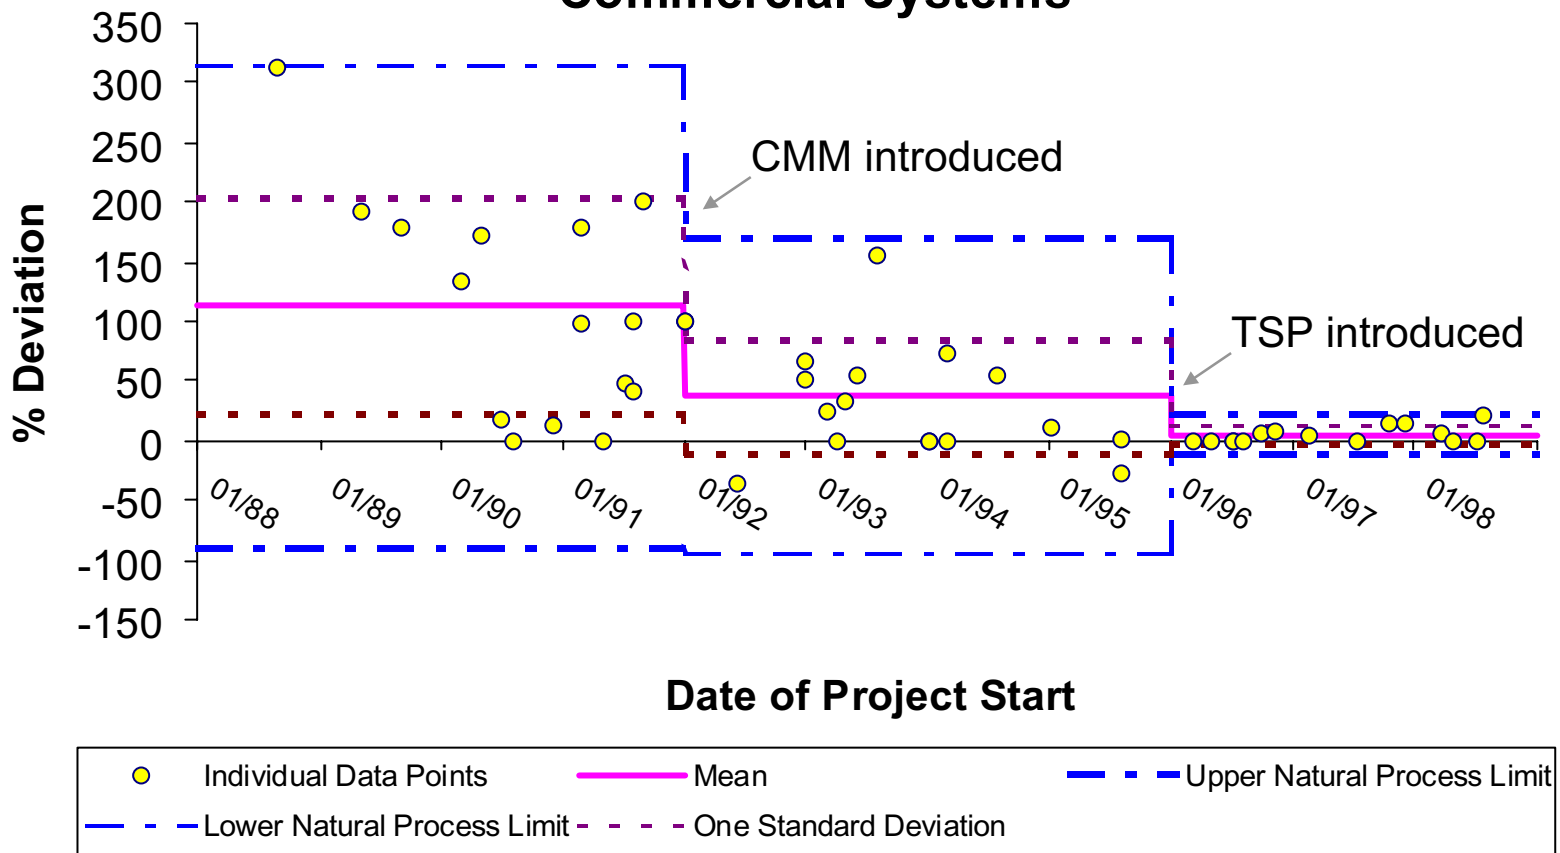 Commercial Systems
350
300
250
200
150
100
50
0
-50
-100
-150
% Deviation
CMM introduced
TSP introduced
01/88
01/89
01/90
01/91
01/92
01/93
01/94
01/95
01/96
01/97
01/98
Date of Project Start
Individual Data Points
Mean
Upper Natural Process Limit
Lower Natural Process Limit
One Standard Deviation